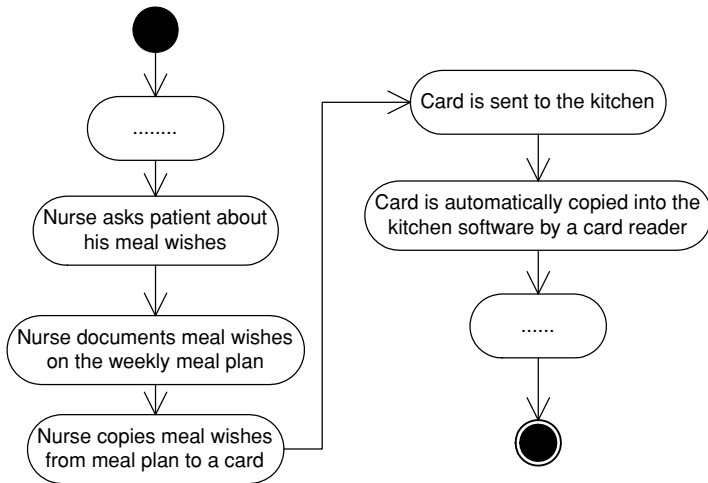 ........
Nurse asks patient about
his meal wishes
Nurse documents meal wishes
on the weekly meal plan
Nurse copies meal wishes
from meal plan to a card
Card is sent to the kitchen
Card is automatically copied into the
kitchen software by a card reader
......